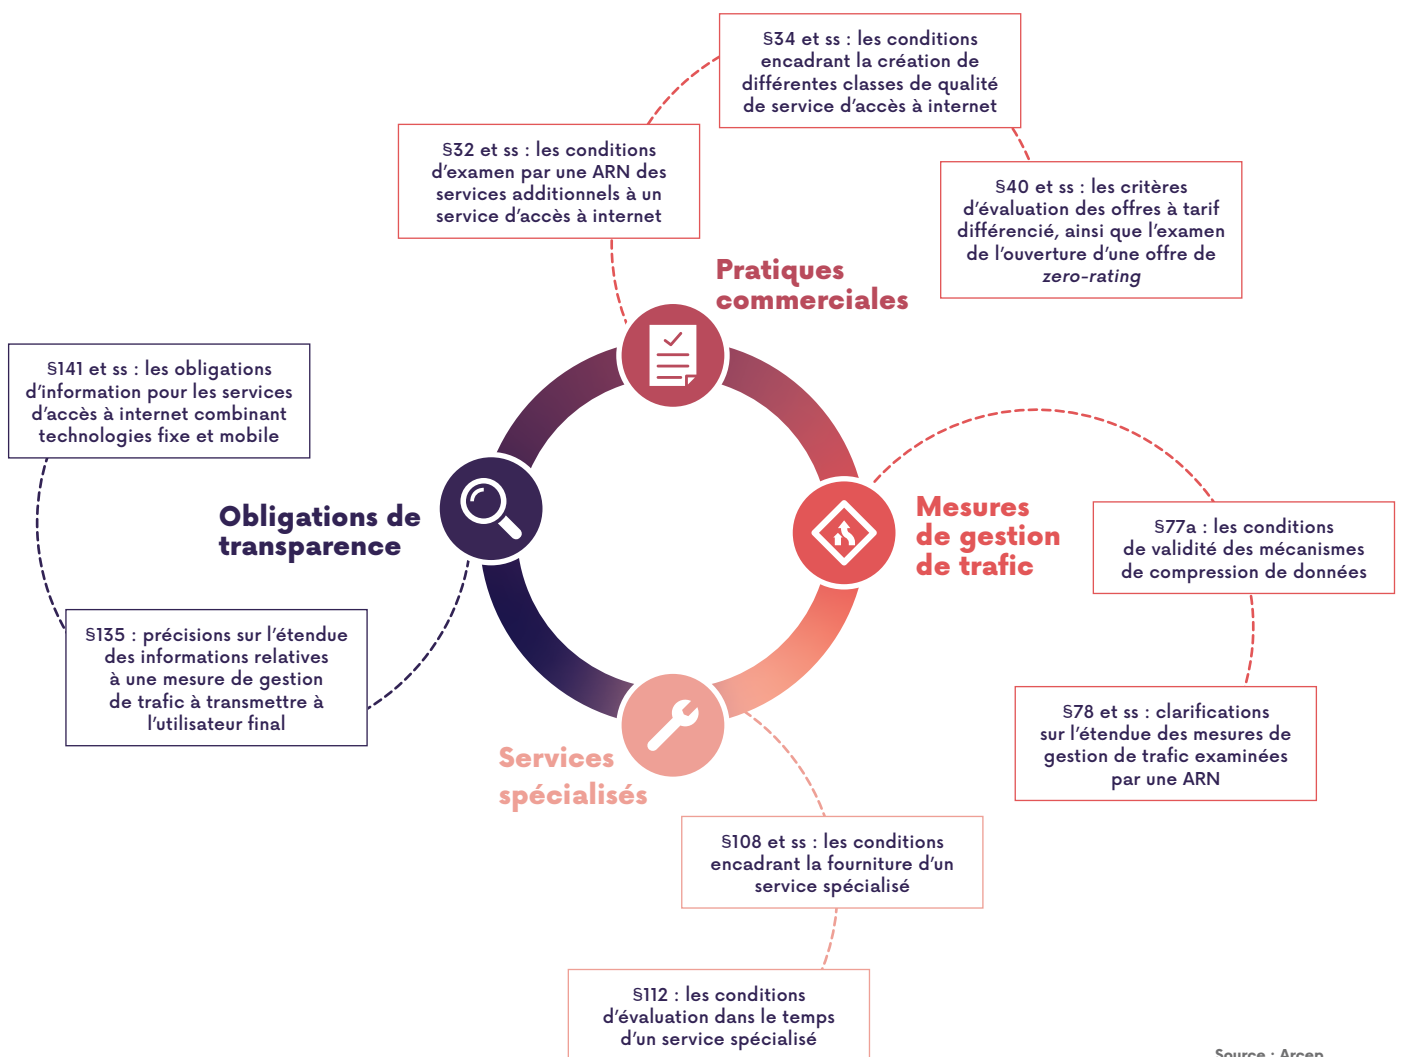 §34 et ss : les conditions
encadrant la création de
différentes classes de qualité
de service d'accès à internet
§32 et ss : les conditions
d'examen par une ARN des
services additionnels à un
service d'accès à internet
§40 et ss : les critères
d'évaluation des offres à tarif
différencié, ainsi que l'examen
de l'ouverture d'une offre de
zero-rating
Pratiques
commerciales
§141 et ss : les obligations
d'information pour les services
d'accès à internet combinant
technologies fixe et mobile
Obligations de
transparence
Mesures
de gestion
de trafic
§77a : les conditions
de validité des mécanismes
de compression de données
§135 : précisions sur l'étendue
des informations relatives
à une mesure de gestion
de trafic à transmettre à
l'utilisateur final
§78 et ss : clarifications
sur l'étendue des mesures de
gestion de trafic examinées
par une ARN
Services
spécialisés
§108 et ss : les conditions
encadrant la fourniture d'un
service spécialisé
§112 : les conditions
d'évaluation dans le temps
d'un service spécialisé
Source : Arcep